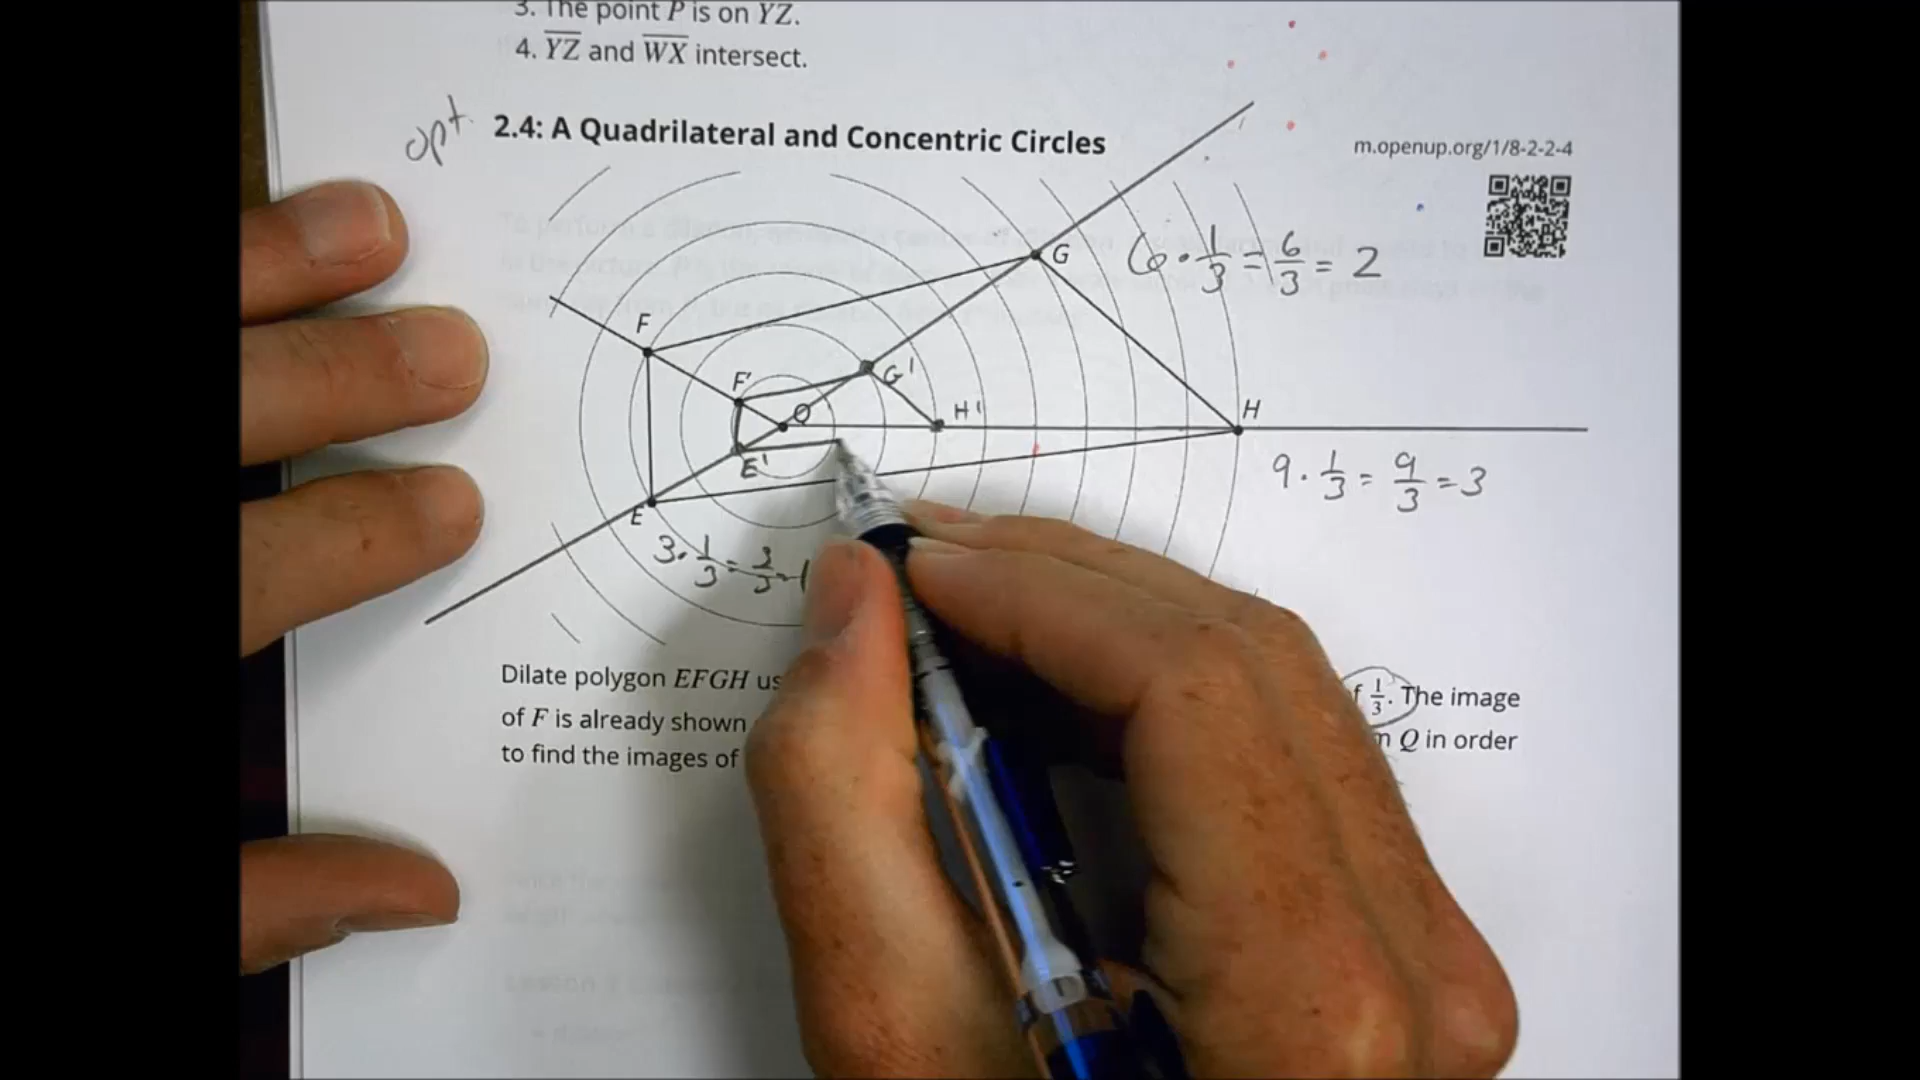 3. The point P is on YZ.
4. YZ and WX intersect.
opt.
2.4: A Quadrilateral and Concentric Circles
m.openup.org/1/8-2-2-4
G
6 · 1/3 = 6/3 = 2
F
F'
G'
Q
H'
H
E'
E
9 · 1/3 = 9/3 = 3
3 · 1/3 = 3/3 = 1
Dilate polygon EFGH us f 1/3. The image
of F is already shown n Q in order
to find the images of